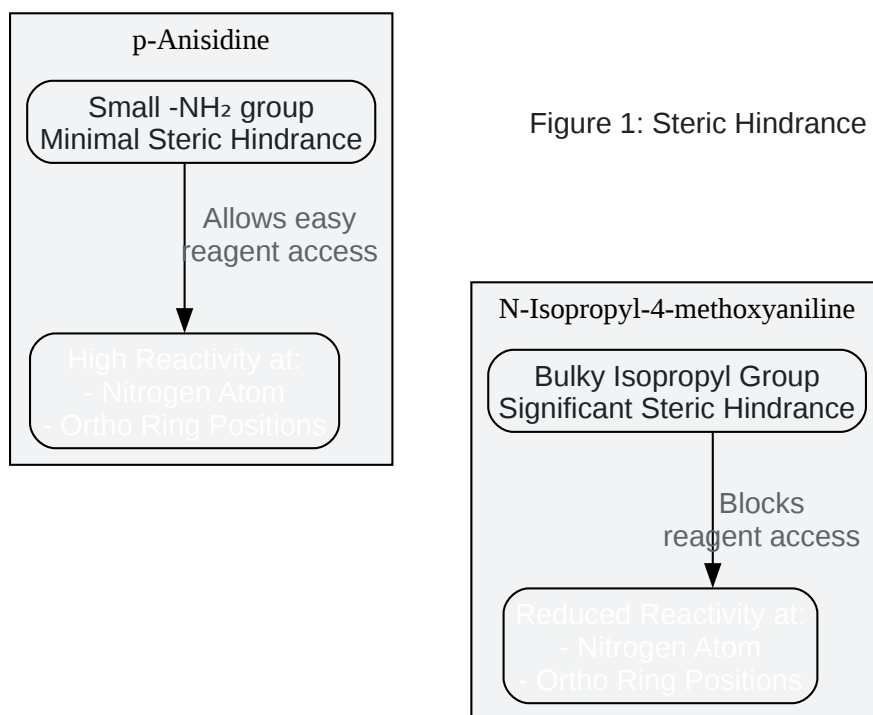 p-Anisidine
Small -NH₂ group
Minimal Steric Hindrance
Allows easy
reagent access
High Reactivity at:
- Nitrogen Atom
- Ortho Ring Positions
Figure 1: Steric Hindrance
N-Isopropyl-4-methoxyaniline
Bulky Isopropyl Group
Significant Steric Hindrance
Blocks
reagent access
Reduced Reactivity at:
- Nitrogen Atom
- Ortho Ring Positions